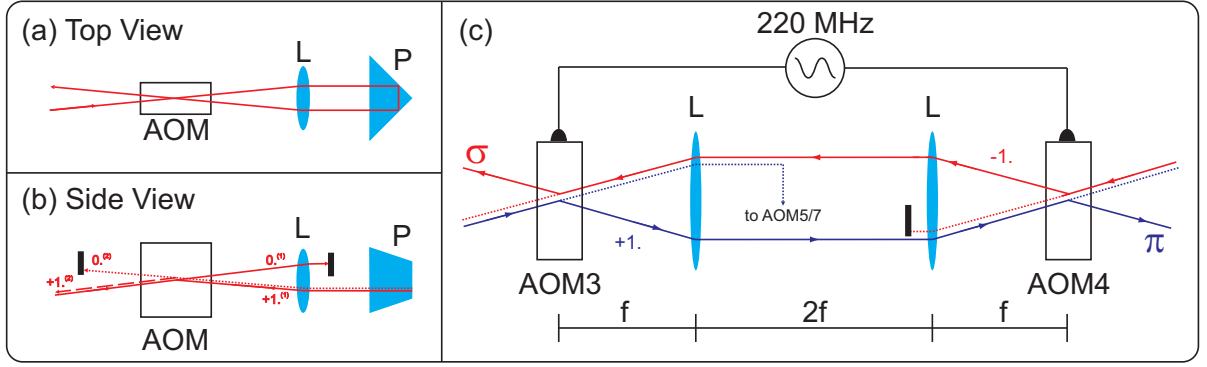 (a) Top View
L
P
AOM
(b) Side View
L
P
0.(2)
0.(1)
+1.(2)
+1.(1)
AOM
(c)
220 MHz
L
L
σ
-1.
to AOM5/7
+1.
π
AOM3
AOM4
f
2f
f